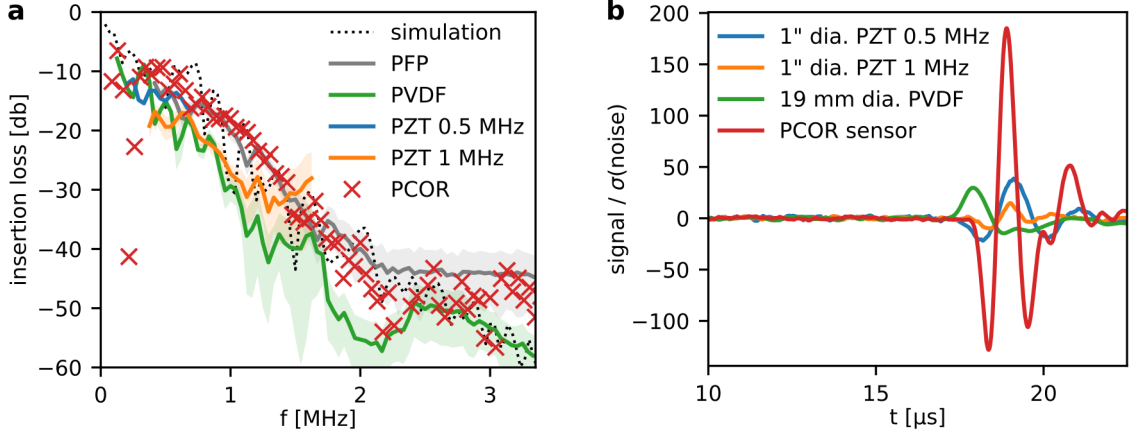 a
0
−10
−20
−30
−40
−50
−60
insertion loss [db]
0
1
2
3
f [MHz]
simulation
PFP
PVDF
PZT 0.5 MHz
PZT 1 MHz
PCOR
b
200
150
100
50
0
−50
−100
signal / σ(noise)
10
15
20
t [μs]
1" dia. PZT 0.5 MHz
1" dia. PZT 1 MHz
19 mm dia. PVDF
PCOR sensor